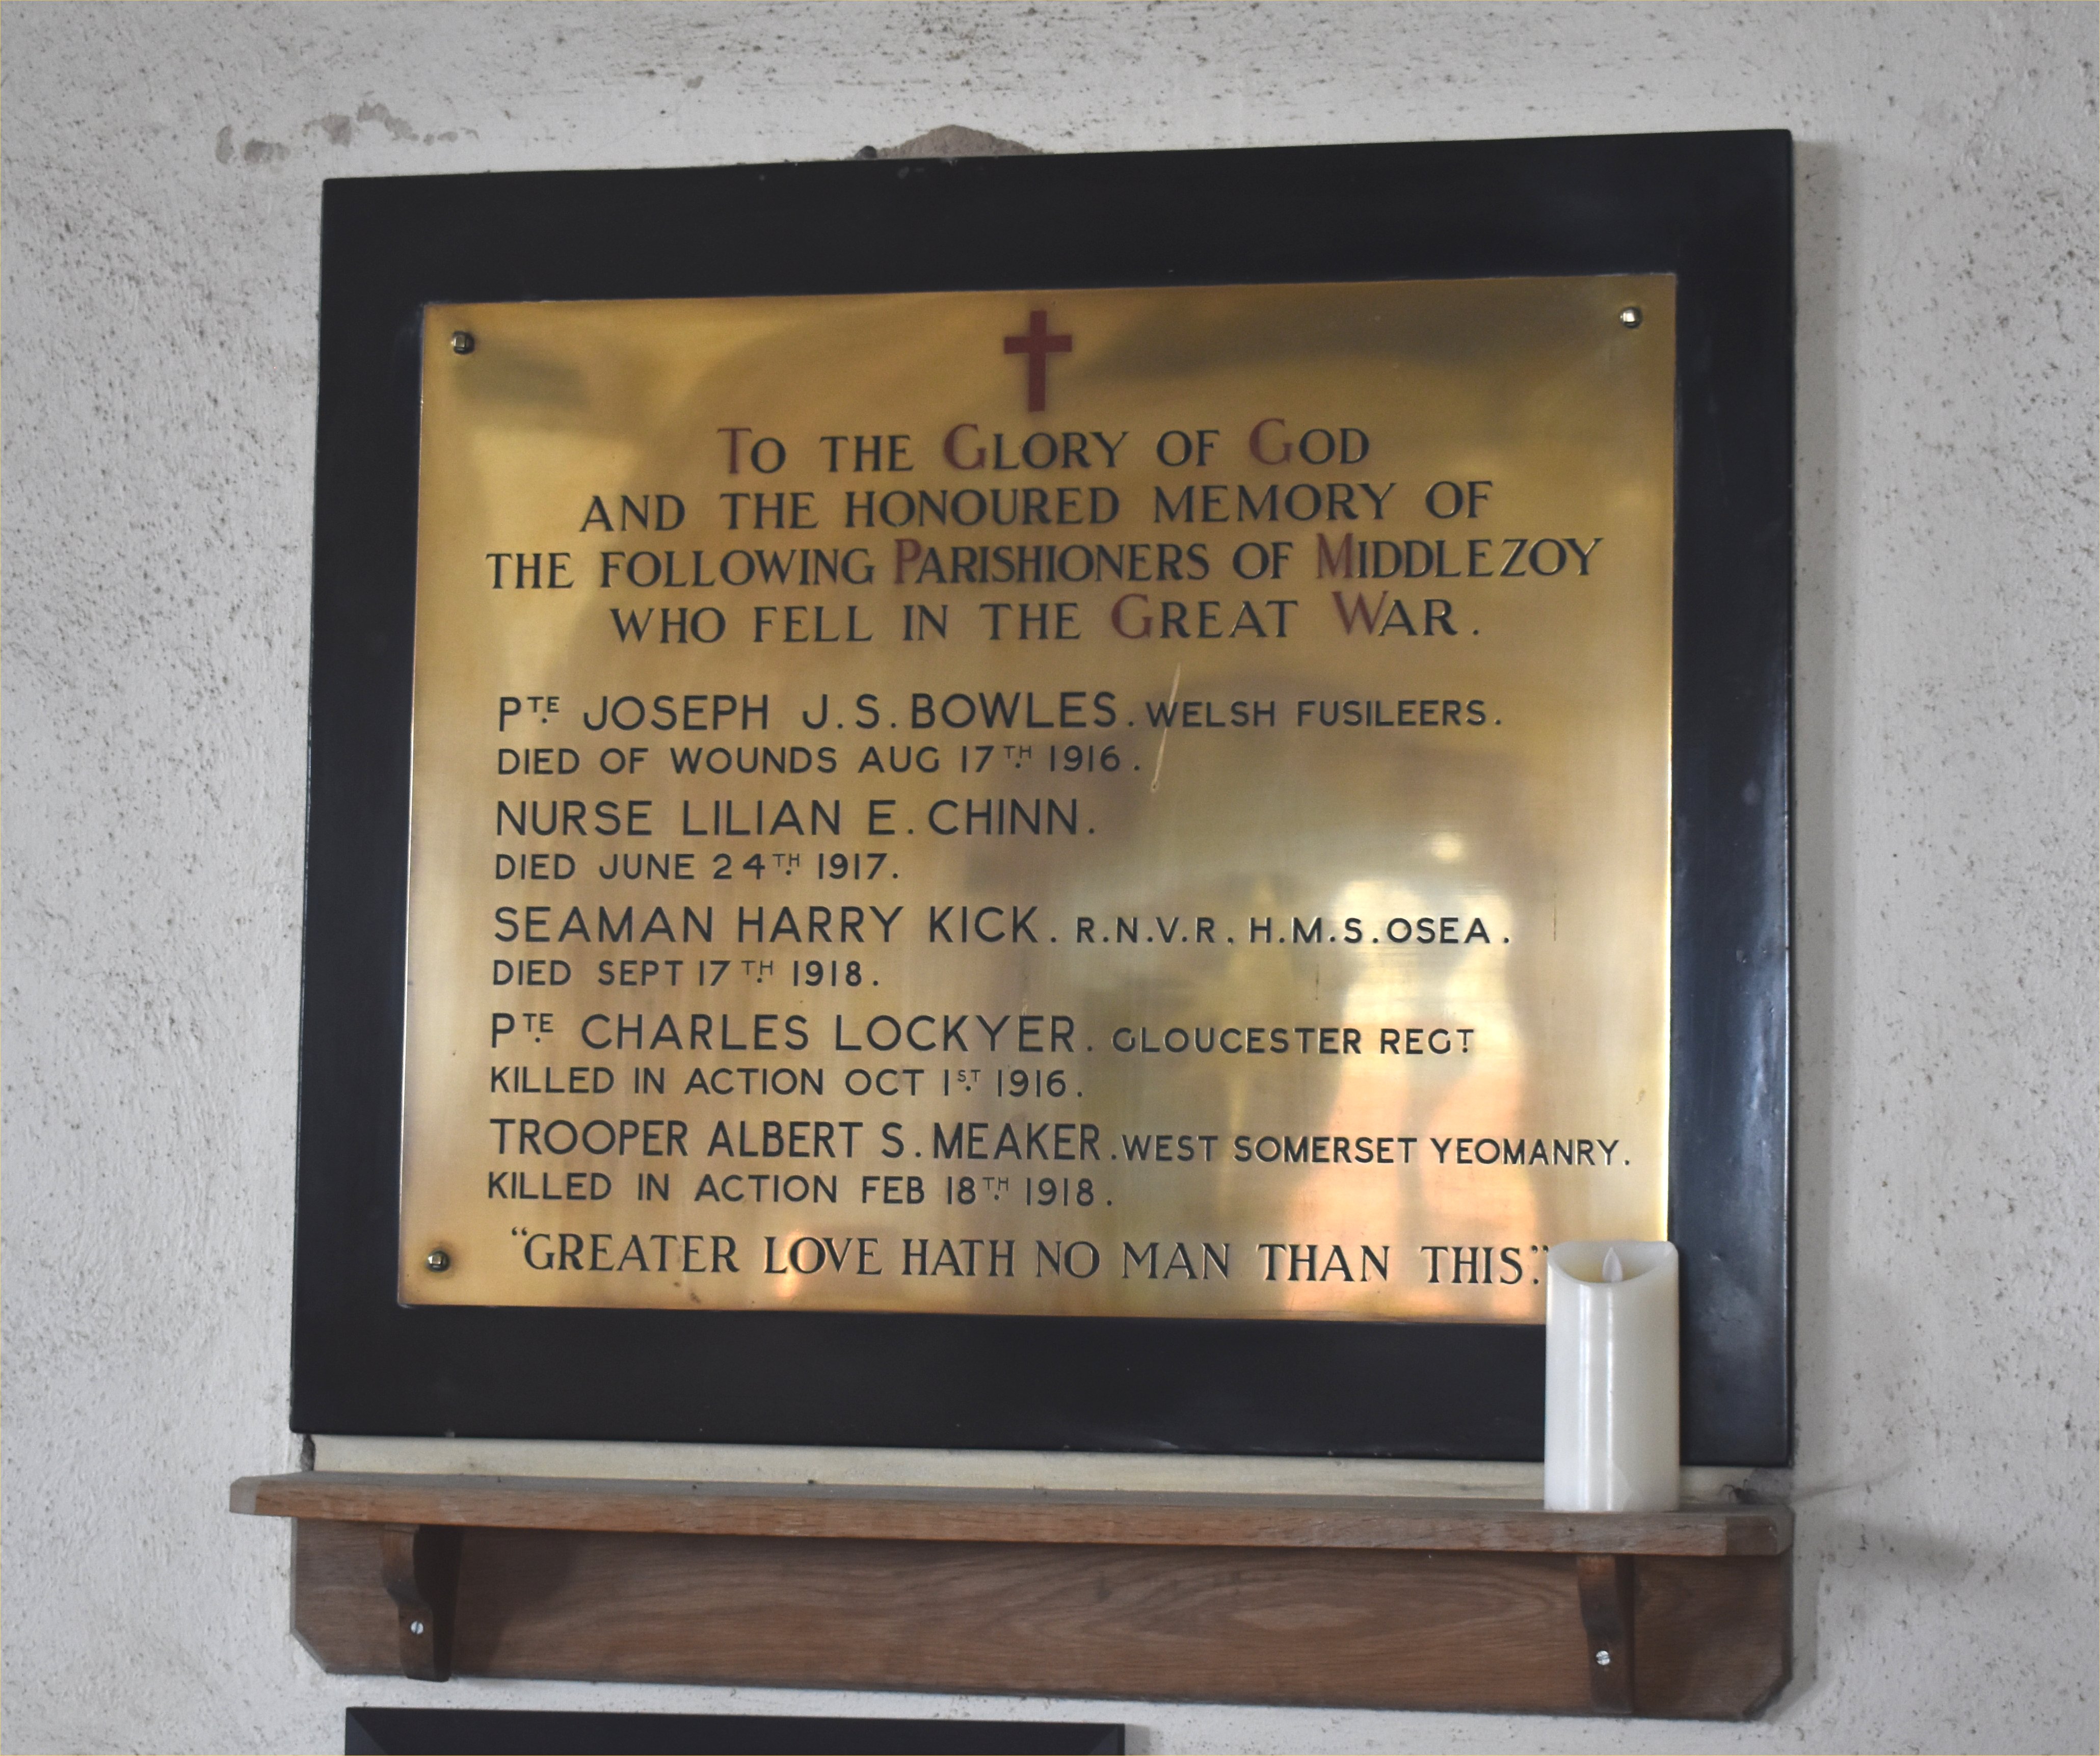 To the Glory of God
and the honoured memory of
the following Parishioners of Middlezoy
who fell in the Great War.
PTE JOSEPH J.S. BOWLES. WELSH FUSILEERS.
DIED OF WOUNDS AUG 17TH 1916.
NURSE LILIAN E. CHINN.
DIED JUNE 24TH 1917.
SEAMAN HARRY KICK. R.N.V.R. H.M.S. OSEA.
DIED SEPT 17TH 1918.
PTE CHARLES LOCKYER. GLOUCESTER REGT
KILLED IN ACTION OCT 1ST 1916.
TROOPER ALBERT S. MEAKER. WEST SOMERSET YEOMANRY.
KILLED IN ACTION FEB 18TH 1918.
"GREATER LOVE HATH NO MAN THAN THIS."